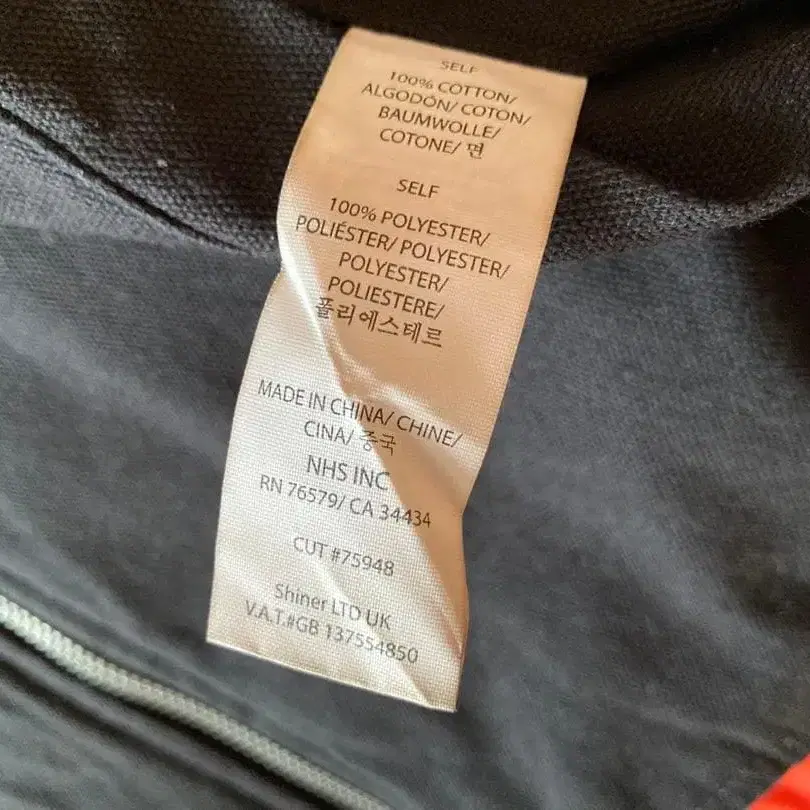 SELF
100% COTTON/
ALGODÓN/ COTON/
BAUMWOLLE/
COTONE/ 면
SELF
100% POLYESTER/
POLIÉSTER/ POLYESTER/
POLYESTER/
POLIESTERE/
폴리에스테르
MADE IN CHINA/ CHINE/
CINA/ 중국
NHS INC
RN 76579/ CA 34434
CUT #75948
Shiner LTD UK
V.A.T.#GB 137554850